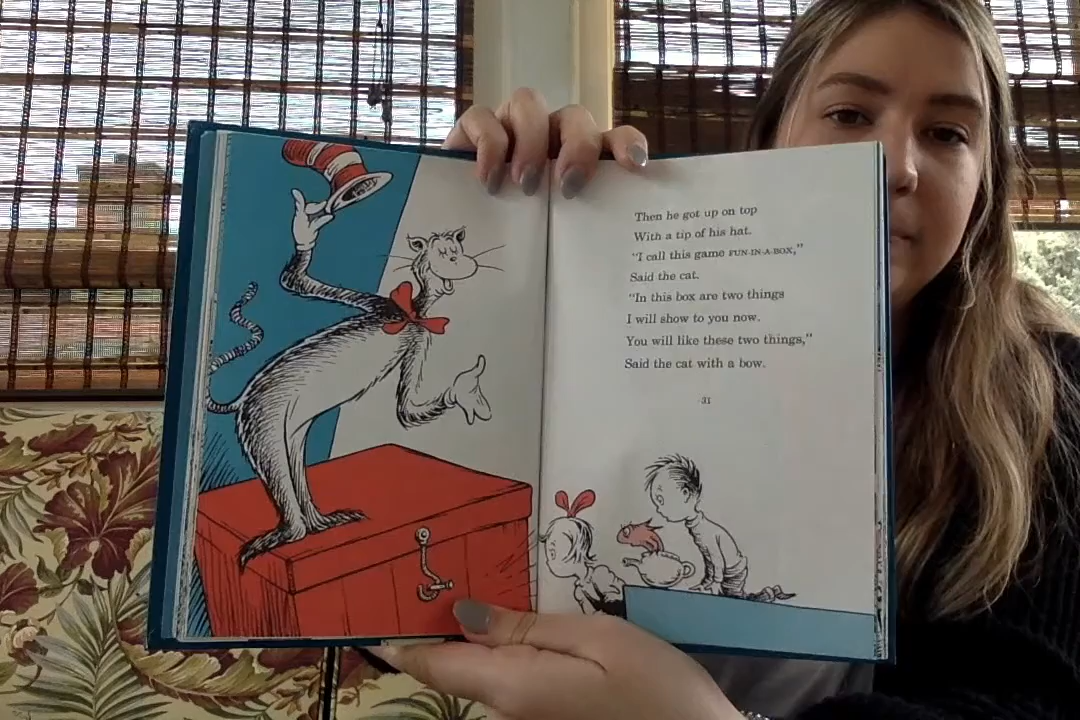 Then he got up on top
With a tip of his hat.
"I call this game FUN-IN-A-BOX,"
Said the cat.
"In this box are two things
I will show to you now.
You will like these two things,"
Said the cat with a bow.
31